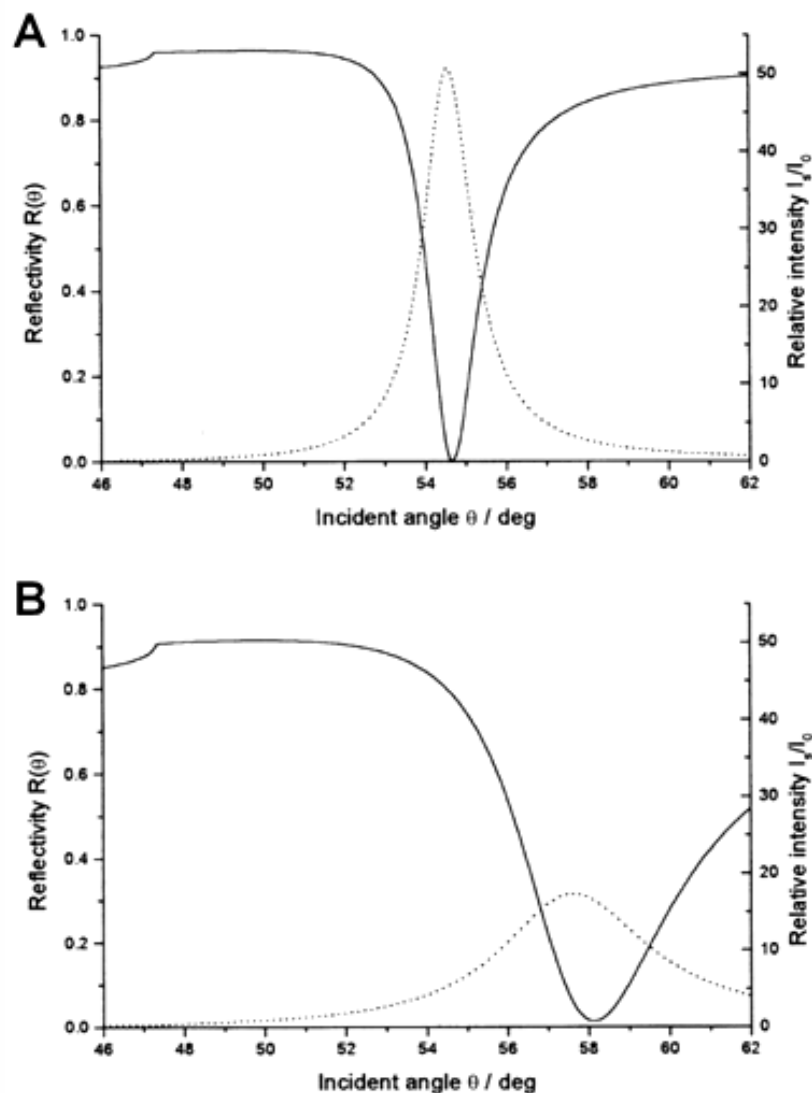 A
1.0
0.8
0.6
0.4
0.2
0.0
Reflectivity R(θ)
50
40
30
20
10
0
Relative intensity I_s/I_0
46 48 50 52 54 56 58 60 62
Incident angle θ / deg
B
1.0
0.8
0.6
0.4
0.2
0.0
Reflectivity R(θ)
50
40
30
20
10
0
Relative intensity I_s/I_0
46 48 50 52 54 56 58 60 62
Incident angle θ / deg